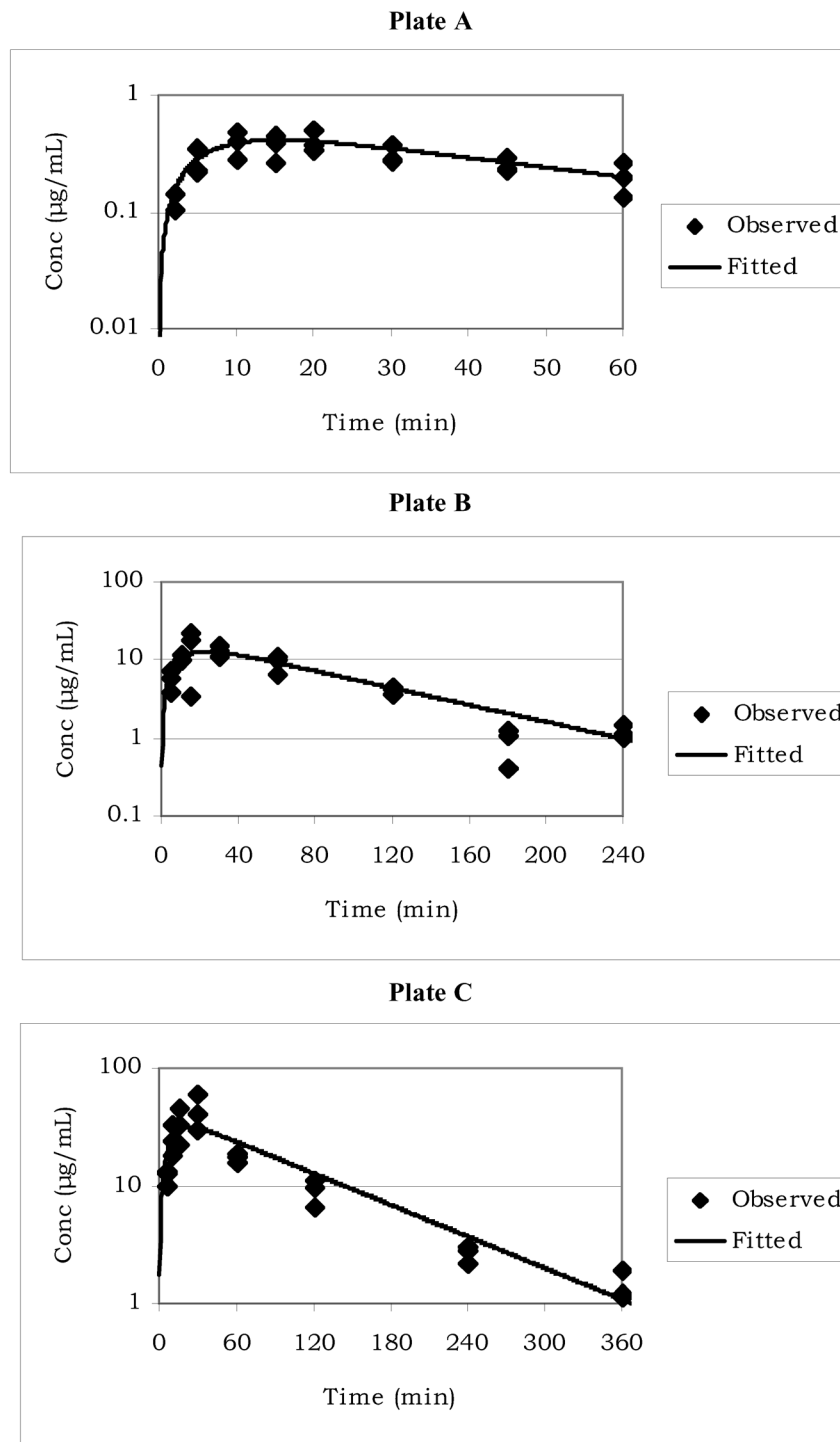 Plate A
1
0.1
0.01
Conc (µg/mL)
0 10 20 30 40 50 60
Time (min)
Observed
Fitted
Plate B
100
10
1
0.1
Conc (µg/mL)
0 40 80 120 160 200 240
Time (min)
Observed
Fitted
Plate C
100
10
1
Conc (µg/mL)
0 60 120 180 240 300 360
Time (min)
Observed
Fitted